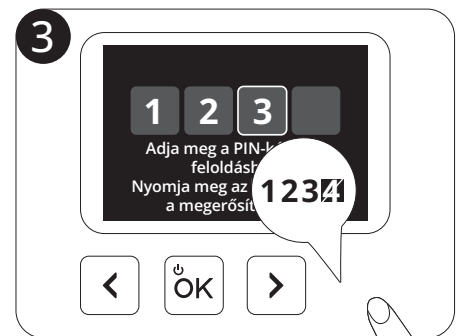 3
1 2 3
Adja meg a PIN-k
feloldásh
Nyomja meg az
a megerősít
1234
< OK >